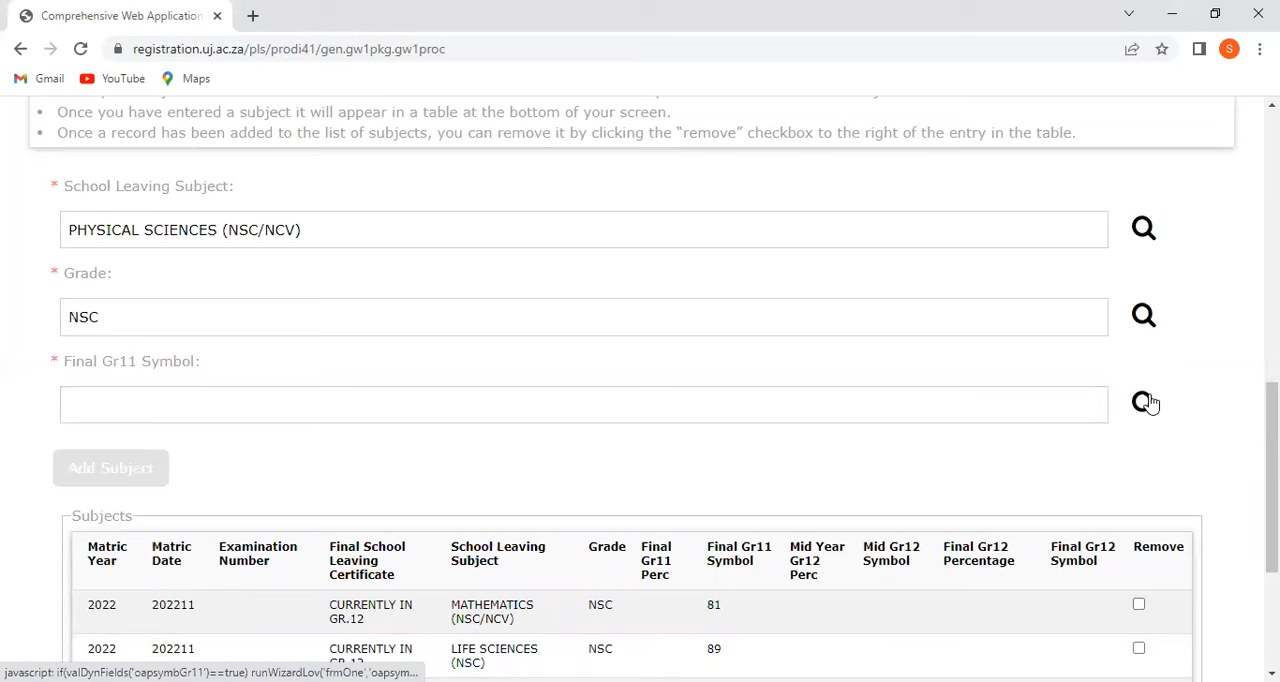 Comprehensive Web Application
registration.uj.ac.za/pls/prodi41/gen.gw1pkg.gw1proc
S
Gmail
YouTube
Maps
• Once you have entered a subject it will appear in a table at the bottom of your screen.
• Once a record has been added to the list of subjects, you can remove it by clicking the “remove” checkbox to the right of the entry in the table.
* School Leaving Subject:
PHYSICAL SCIENCES (NSC/NCV)
* Grade:
NSC
* Final Gr11 Symbol:
Add Subject
Subjects
Matric Year
Matric Date
Examination Number
Final School Leaving Certificate
School Leaving Subject
Grade
Final Gr11 Perc
Final Gr11 Symbol
Mid Year Gr12 Perc
Mid Gr12 Symbol
Final Gr12 Percentage
Final Gr12 Symbol
Remove
2022 202211 CURRENTLY IN GR.12 MATHEMATICS (NSC/NCV) NSC 81
2022 202211 CURRENTLY IN GR.12 LIFE SCIENCES (NSC) NSC 89
javascript: if(valDynFields('oapsymbGr11')==true) runWizardLov('frmOne','oapsym...